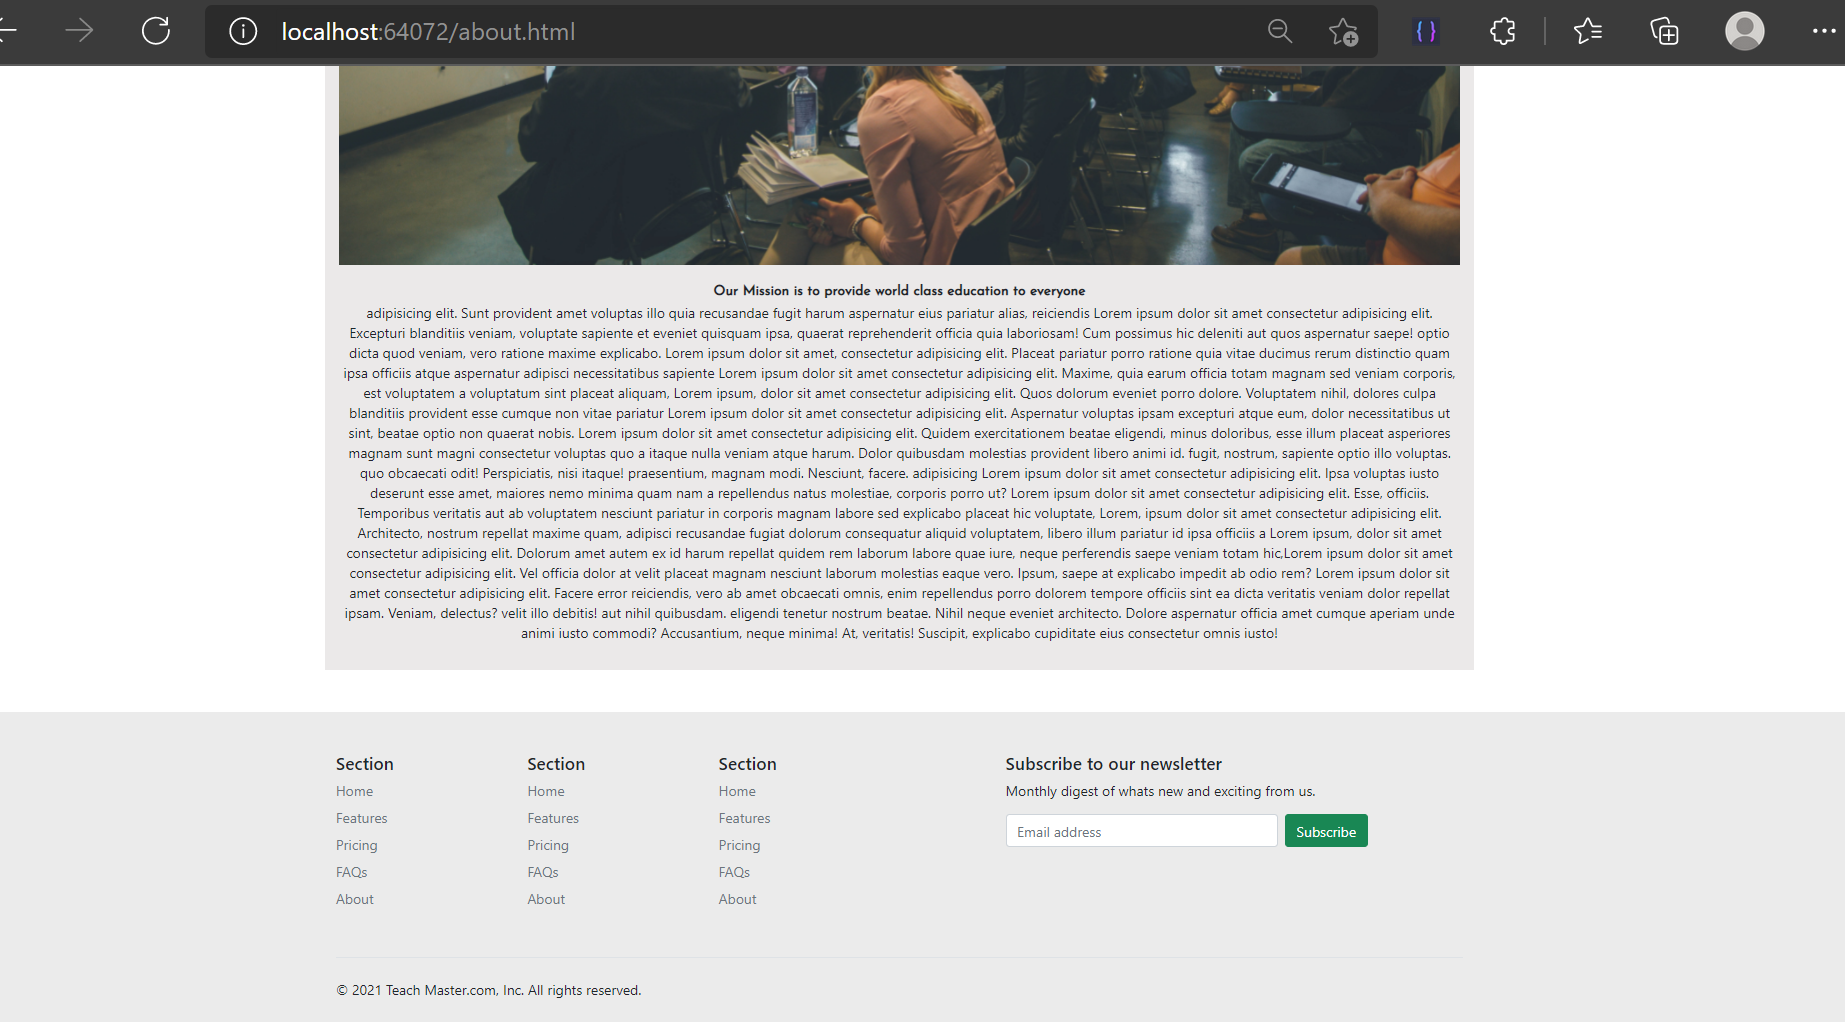 localhost:64072/about.html
Our Mission is to provide world class education to everyone
adipisicing elit. Sunt provident amet voluptas illo quia recusandae fugit harum aspernatur eius pariatur alias, reiciendis Lorem ipsum dolor sit amet consectetur adipisicing elit.
Excepturi blanditiis veniam, voluptate sapiente et eveniet quisquam ipsa, quaerat reprehenderit officia quia laboriosam! Cum possimus hic deleniti aut quos aspernatur saepe! optio
dicta quod veniam, vero ratione maxime explicabo. Lorem ipsum dolor sit amet, consectetur adipisicing elit. Placeat pariatur porro ratione quia vitae ducimus rerum distinctio quam
ipsa officiis atque aspernatur adipisci necessitatibus sapiente Lorem ipsum dolor sit amet consectetur adipisicing elit. Maxime, quia earum officia totam magnam sed veniam corporis,
est voluptatem a voluptatum sint placeat aliquam, Lorem ipsum, dolor sit amet consectetur adipisicing elit. Quos dolorum eveniet porro dolore. Voluptatem nihil, dolores culpa
blanditiis provident esse cumque non vitae pariatur Lorem ipsum dolor sit amet consectetur adipisicing elit. Aspernatur voluptas ipsam excepturi atque eum, dolor necessitatibus ut
sint, beatae optio non quaerat nobis. Lorem ipsum dolor sit amet consectetur adipisicing elit. Quidem exercitationem beatae eligendi, minus doloribus, esse illum placeat asperiores
magnam sunt magni consectetur voluptas quo a itaque nulla veniam atque harum. Dolor quibusdam molestias provident libero animi id. fugit, nostrum, sapiente optio illo voluptas.
quo obcaecati odit! Perspiciatis, nisi itaque! praesentium, magnam modi. Nesciunt, facere. adipisicing Lorem ipsum dolor sit amet consectetur adipisicing elit. Ipsa voluptas iusto
deserunt esse amet, maiores nemo minima quam nam a repellendus natus molestiae, corporis porro ut? Lorem ipsum dolor sit amet consectetur adipisicing elit. Esse, officiis.
Temporibus veritatis aut ab voluptatem nesciunt pariatur in corporis magnam labore sed explicabo placeat hic voluptate, Lorem, ipsum dolor sit amet consectetur adipisicing elit.
Architecto, nostrum repellat maxime quam, adipisci recusandae fugiat dolorum consequatur aliquid voluptatem, libero illum pariatur id ipsa officiis a Lorem ipsum, dolor sit amet
consectetur adipisicing elit. Dolorum amet autem ex id harum repellat quidem rem laborum labore quae iure, neque perferendis saepe veniam totam hic,Lorem ipsum dolor sit amet
consectetur adipisicing elit. Vel officia dolor at velit placeat magnam nesciunt laborum molestias eaque vero. Ipsum, saepe at explicabo impedit ab odio rem? Lorem ipsum dolor sit
amet consectetur adipisicing elit. Facere error reiciendis, vero ab amet obcaecati omnis, enim repellendus porro dolorem tempore officiis sint ea dicta veritatis veniam dolor repellat
ipsam. Veniam, delectus? velit illo debitis! aut nihil quibusdam. eligendi tenetur nostrum beatae. Nihil neque eveniet architecto. Dolore aspernatur officia amet cumque aperiam unde
animi iusto commodi? Accusantium, neque minima! At, veritatis! Suscipit, explicabo cupiditate eius consectetur omnis iusto!
Section
Home
Features
Pricing
FAQs
About
Section
Home
Features
Pricing
FAQs
About
Section
Home
Features
Pricing
FAQs
About
Subscribe to our newsletter
Monthly digest of whats new and exciting from us.
Email address
Subscribe
© 2021 Teach Master.com, Inc. All rights reserved.